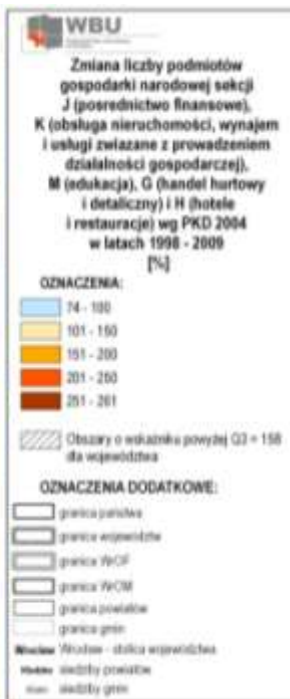 WBU
Zmiana liczby podmiotów
gospodarki narodowej sekcji
J (posrednictwo finansowe),
K (obsługa nieruchomości, wynajem
i usługi związane z prowadzeniem
działalności gospodarczej),
M (edukacja), G (handel hurtowy
i detaliczny) i H (hotele
i restauracje) wg PKD 2004
w latach 1998 - 2009
[%]
OZNACZENIA:
74 - 100
101 - 150
151 - 200
201 - 250
251 - 261
Obszary o wskaźniku powyżej Q3 = 158
dla województwa
OZNACZENIA DODATKOWE:
granica państwa
granica województw
granica WrOF
granica WrOM
granica powiatów
granica gmin
Wrocław Wrocław - stolica województwa
siedziby powiatów
siedziby gmin